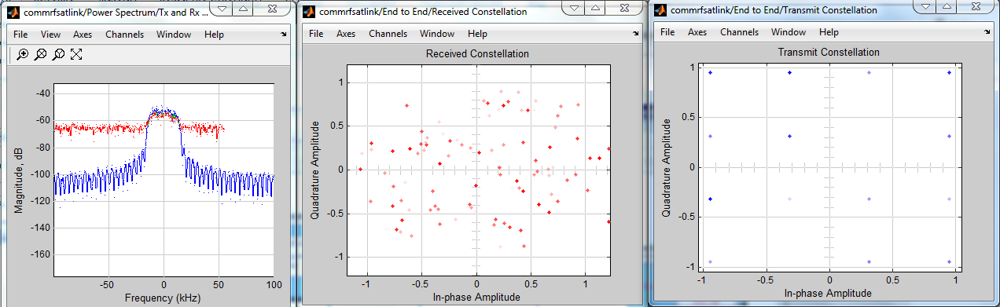 commrfsatlink/Power Spectrum/Tx and Rx ...
File View Axes Channels Window Help
-40
-60
-80
-100
-120
-140
-160
-50 0 50 100
Magnitude, dB
Frequency (kHz)
commrfsatlink/End to End/Received Constellation
File Axes Channels Window Help
Received Constellation
1
0.5
0
-0.5
-1
-1 -0.5 0 0.5 1
Quadrature Amplitude
In-phase Amplitude
commrfsatlink/End to End/Transmit Constellation
File Axes Channels Window Help
Transmit Constellation
1
0.5
0
-0.5
-1
-1 -0.5 0 0.5 1
Quadrature Amplitude
In-phase Amplitude